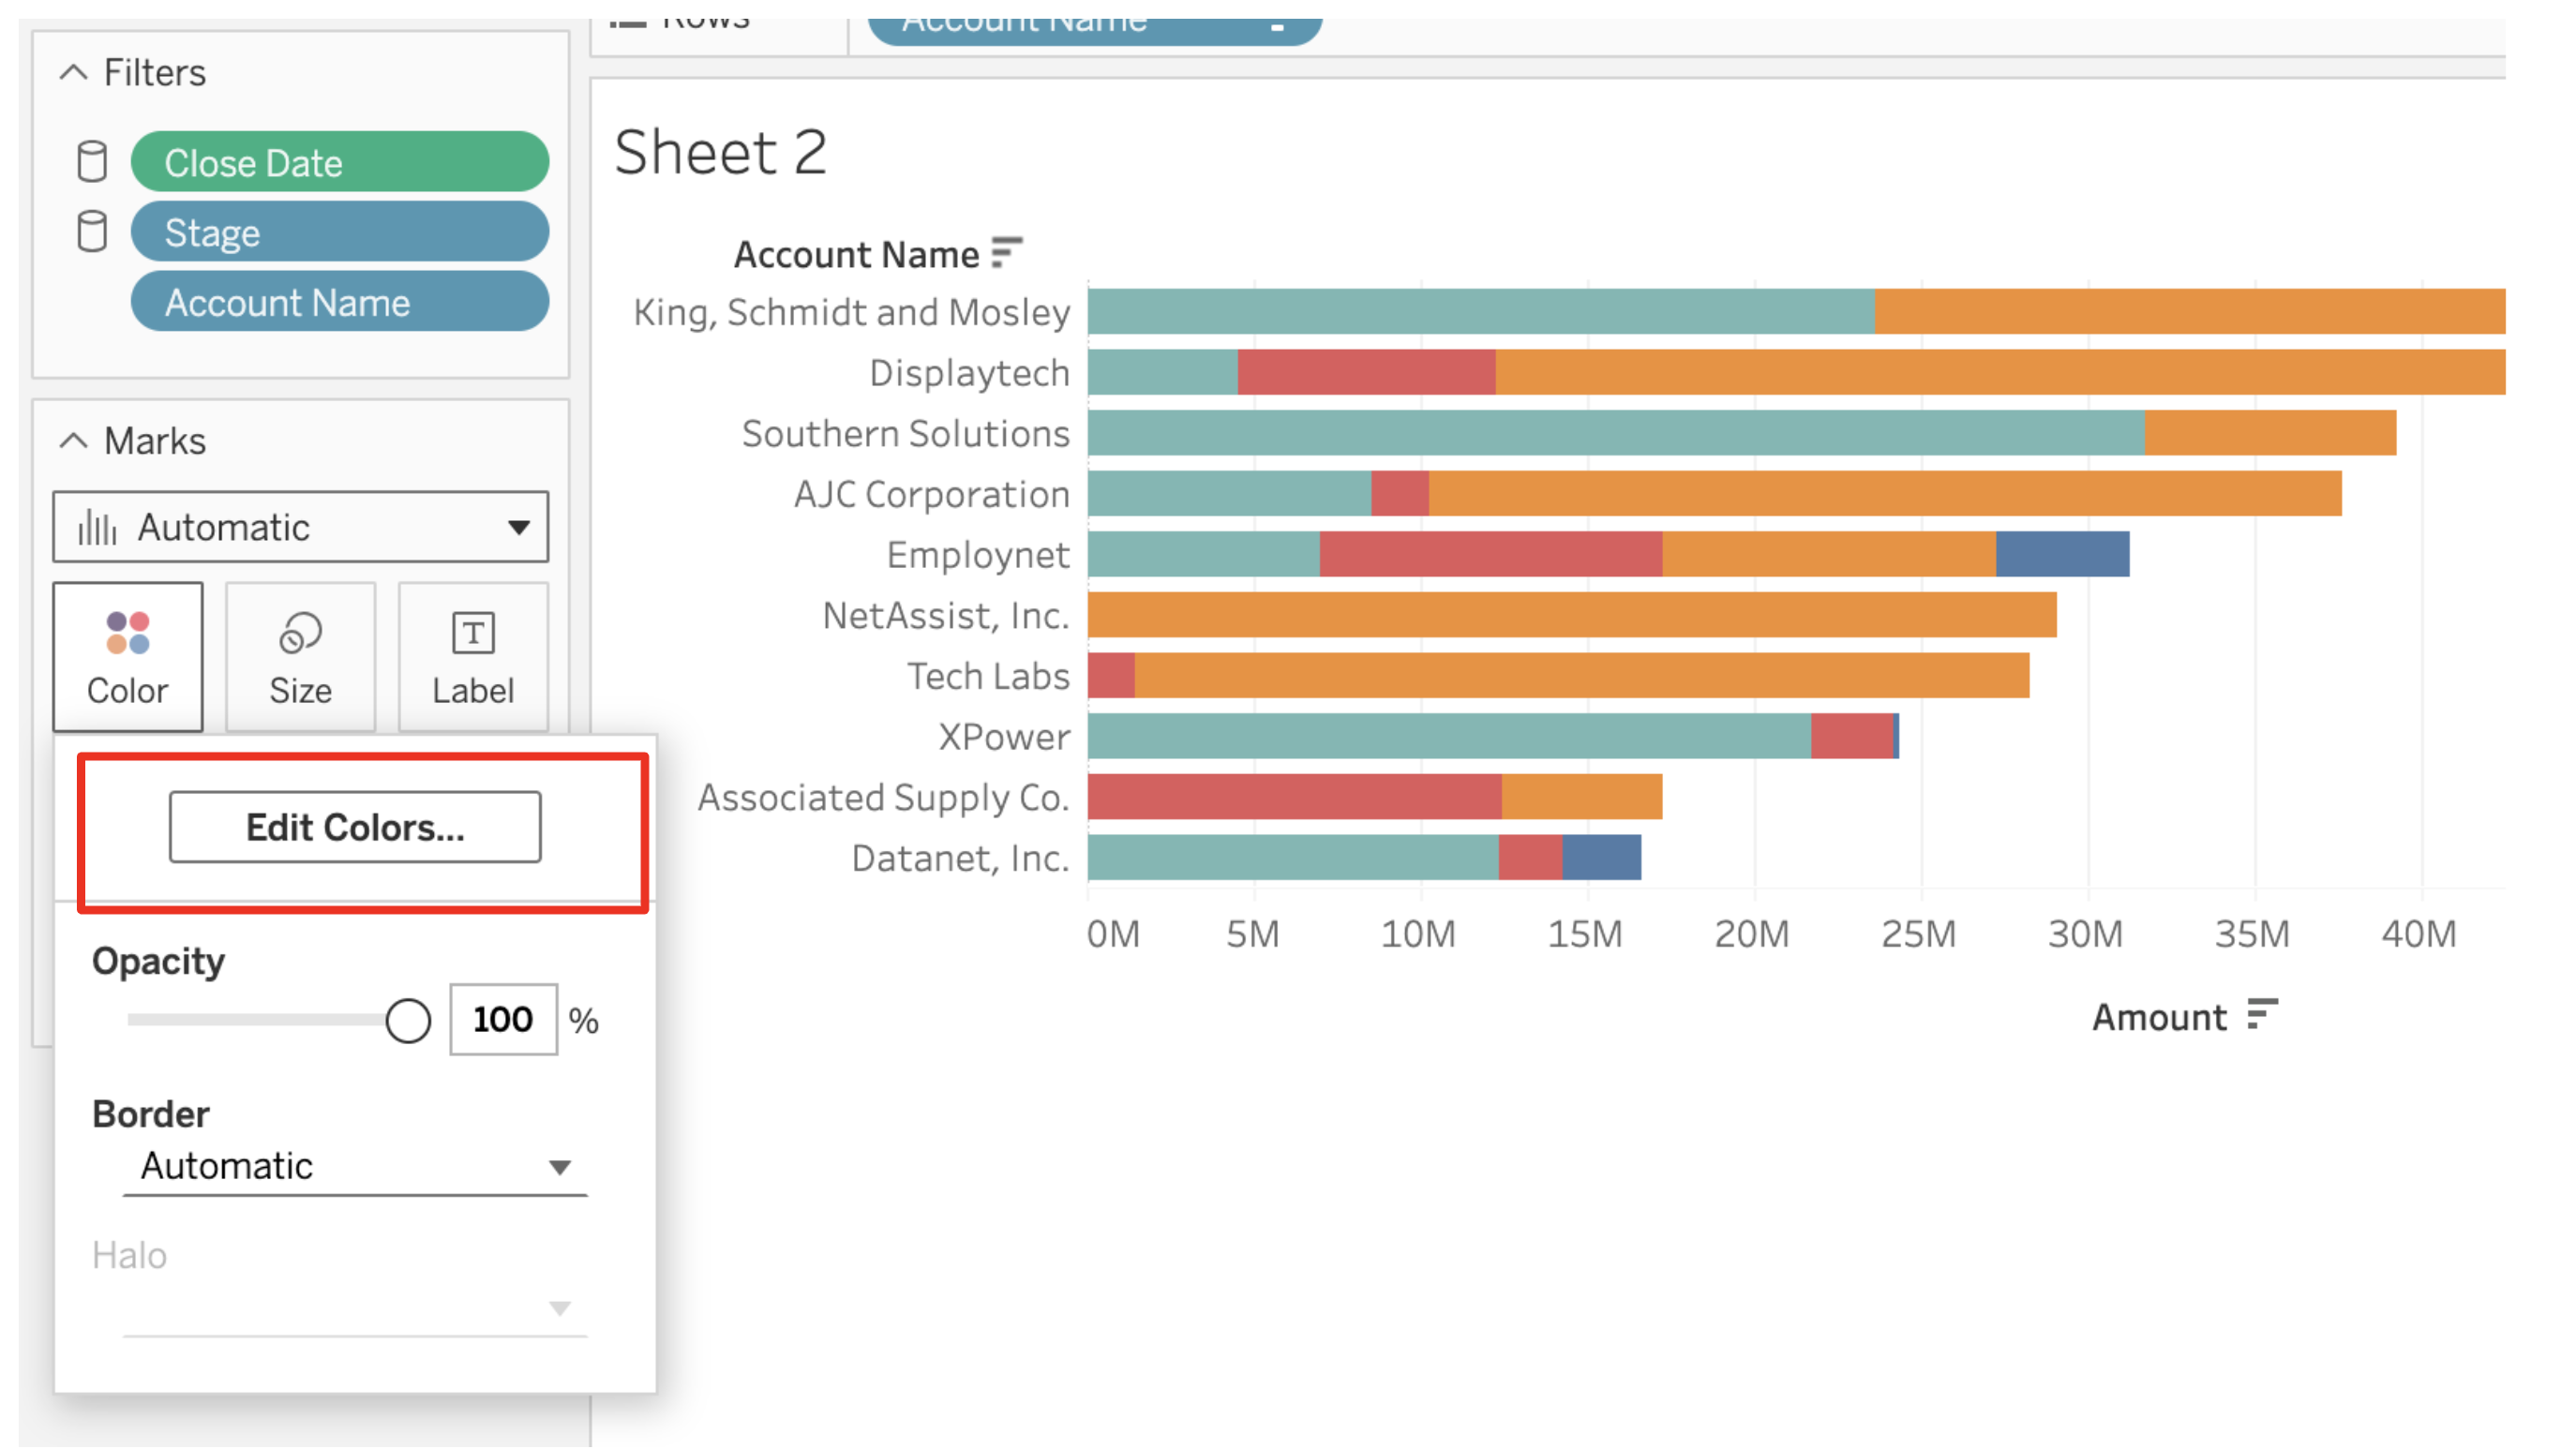 Rows
Account Name
Filters
Close Date
Stage
Account Name
Marks
Automatic
Color
Size
T
Label
Edit Colors...
Opacity
100 %
Border
Automatic
Halo
Sheet 2
Account Name
King, Schmidt and Mosley
Displaytech
Southern Solutions
AJC Corporation
Employnet
NetAssist, Inc.
Tech Labs
XPower
Associated Supply Co.
Datanet, Inc.
0M 5M 10M 15M 20M 25M 30M 35M 40M
Amount